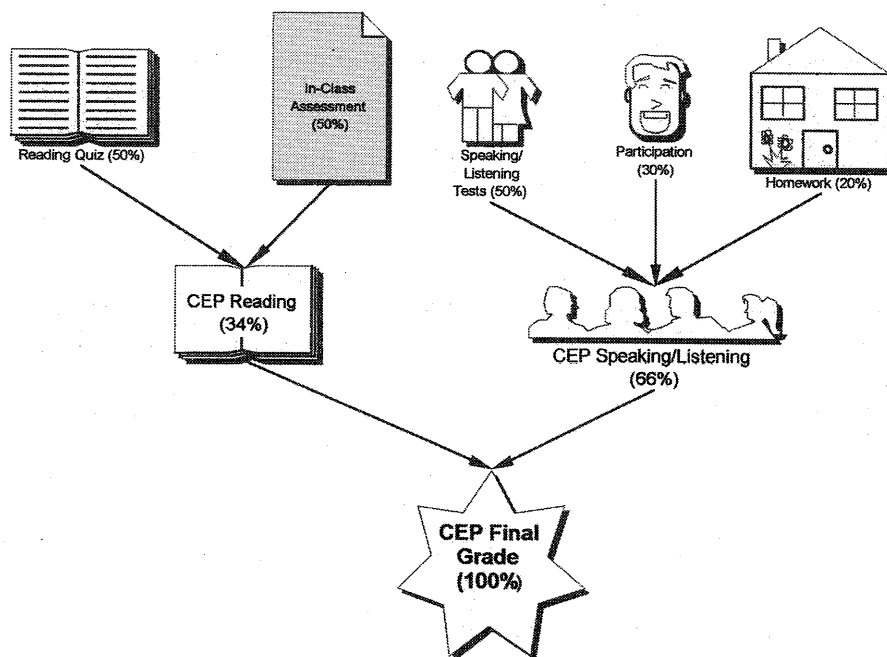 Reading Quiz (50%)
In-Class
Assessment
(50%)
Speaking/
Listening
Tests (50%)
Participation
(30%)
Homework (20%)
CEP Reading
(34%)
CEP Speaking/Listening
(66%)
CEP Final
Grade
(100%)